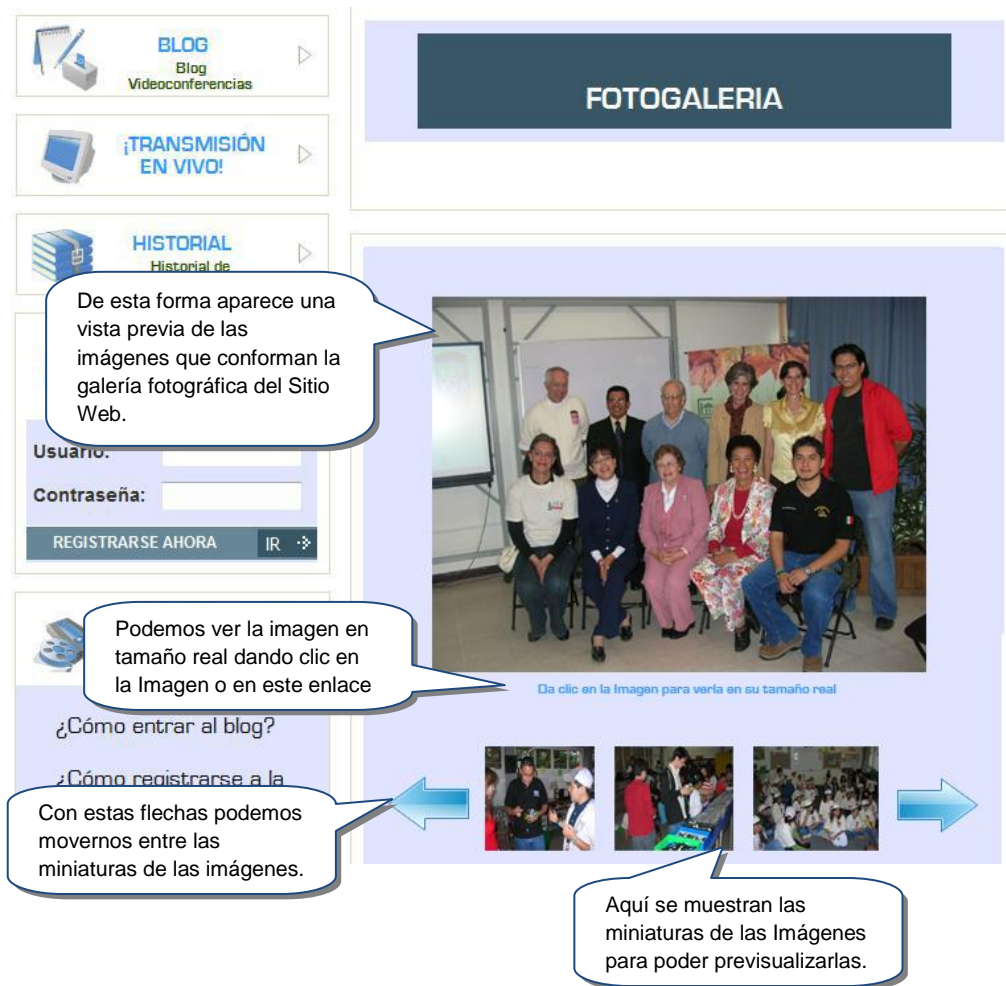 BLOG
Blog
Videoconferencias
¡TRANSMISIÓN
EN VIVO!
HISTORIAL
Historial de
FOTOGALERIA
De esta forma aparece una
vista previa de las
imágenes que conforman la
galería fotográfica del Sitio
Web.
Usuario:
Contraseña:
REGISTRARSE AHORA
IR
Podemos ver la imagen en
tamaño real dando clic en
la Imagen o en este enlace
Da clic en la Imagen para verla en su tamaño real
¿Cómo entrar al blog?
¿Cómo registrarse a la
Con estas flechas podemos
movernos entre las
miniaturas de las imágenes.
Aquí se muestran las
miniaturas de las Imágenes
para poder previsualizarlas.